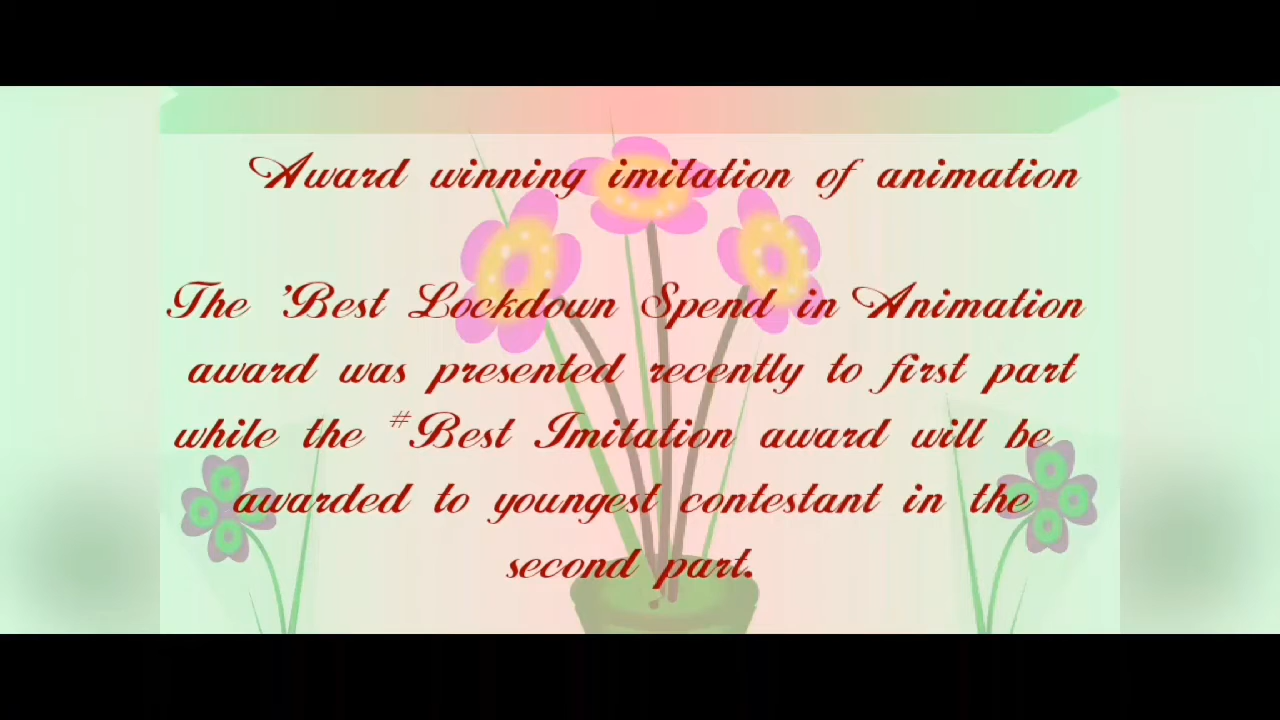 Award winning imitation of animation
The 'Best Lockdown Spend in Animation
award was presented recently to first part
while the #Best Imitation award will be
awarded to youngest contestant in the
second part.